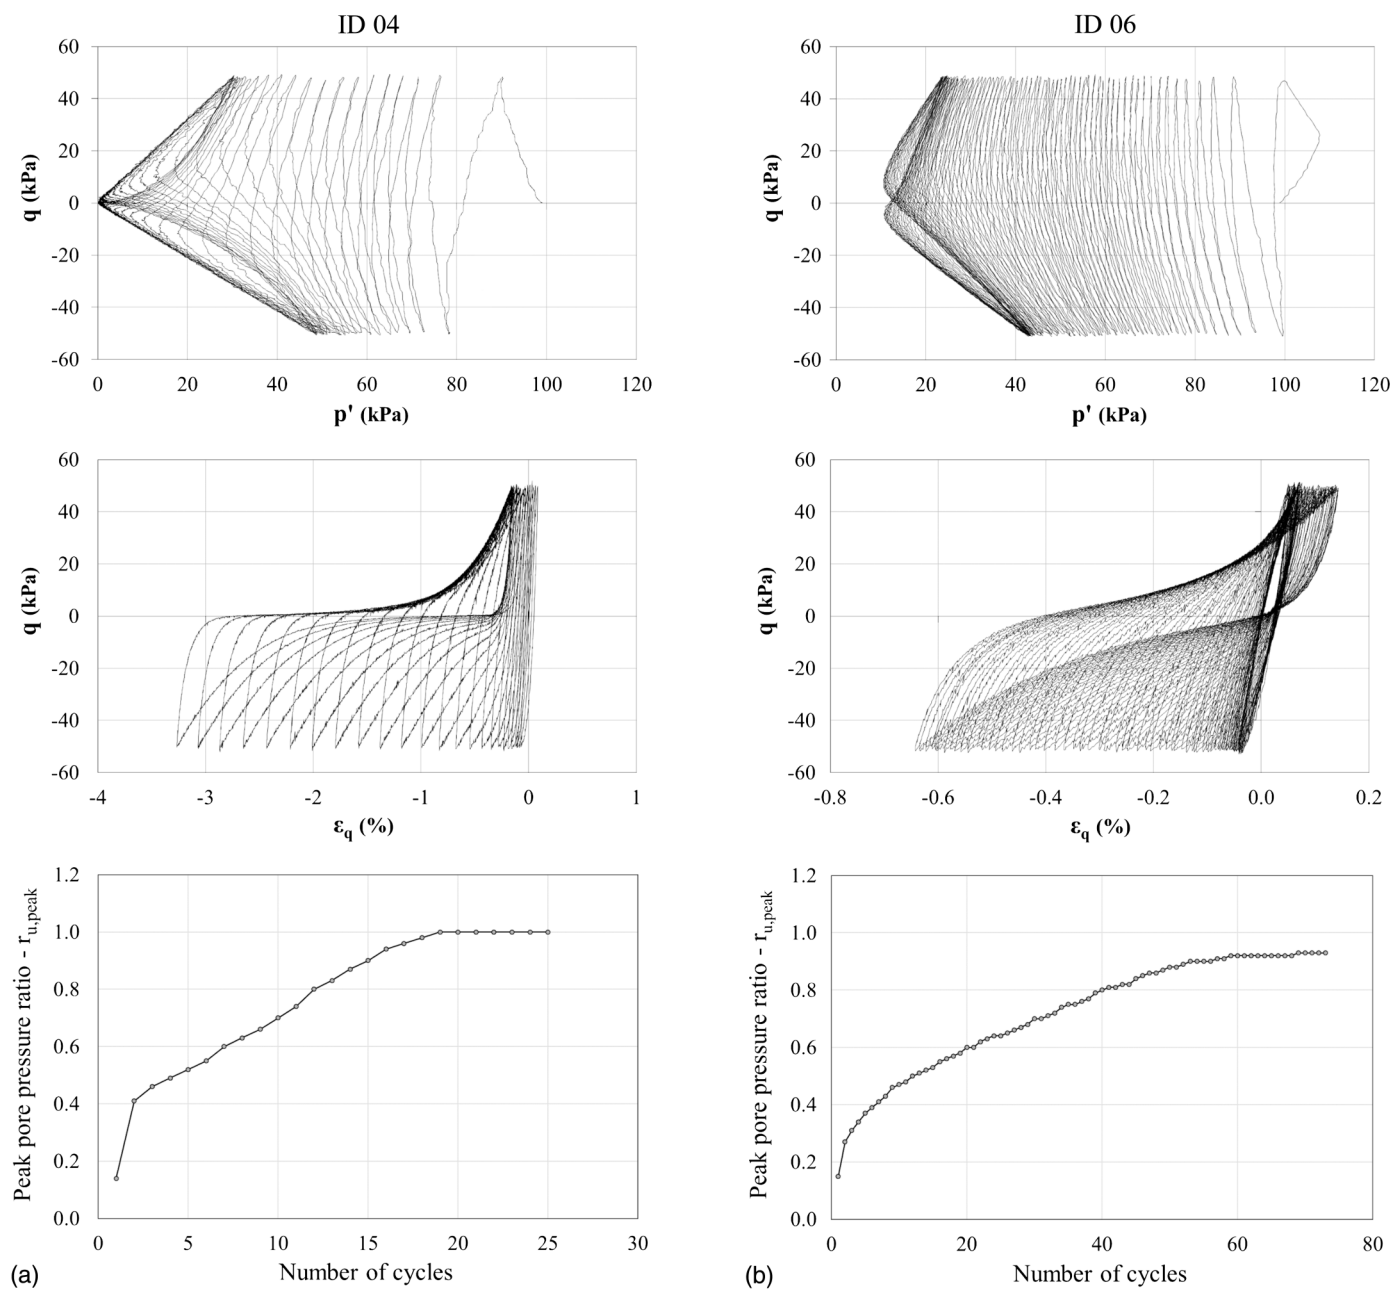 ID 04
60
40
20
0
-20
-40
-60
q (kPa)
0 20 40 60 80 100 120
p' (kPa)
ID 06
60
40
20
0
-20
-40
-60
q (kPa)
0 20 40 60 80 100 120
p' (kPa)
60
40
20
0
-20
-40
-60
q (kPa)
-4 -3 -2 -1 0 1
εq (%)
60
40
20
0
-20
-40
-60
q (kPa)
-0.8 -0.6 -0.4 -0.2 0.0 0.2
εq (%)
1.2
1.0
0.8
0.6
0.4
0.2
0.0
Peak pore pressure ratio - ru,peak
0 5 10 15 20 25 30
Number of cycles
(a)
1.2
1.0
0.8
0.6
0.4
0.2
0.0
Peak pore pressure ratio - ru,peak
0 20 40 60 80
Number of cycles
(b)